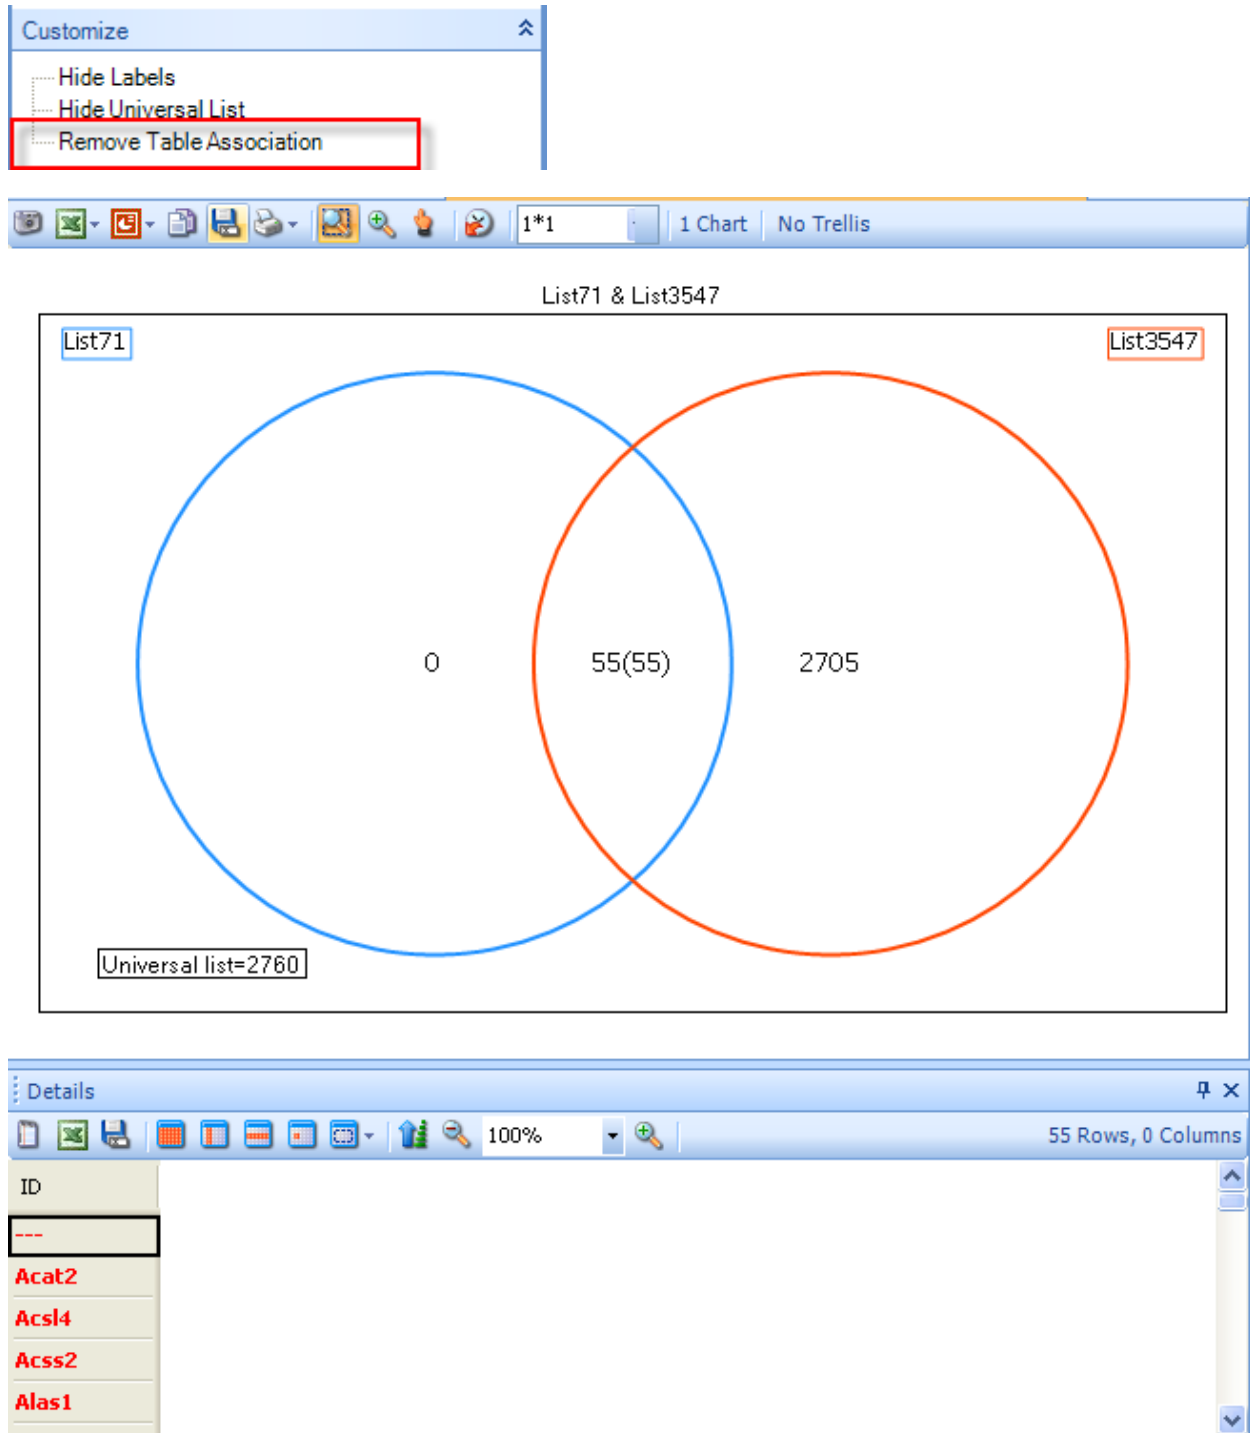 Customize
Hide Labels
Hide Universal List
Remove Table Association
1*1 1 Chart No Trellis
List71 & List3547
List71 List3547
0 55(55) 2705
Universal list=2760
Details
100% 55 Rows, 0 Columns
ID
---
Acat2
Acsl4
Acss2
Alas1